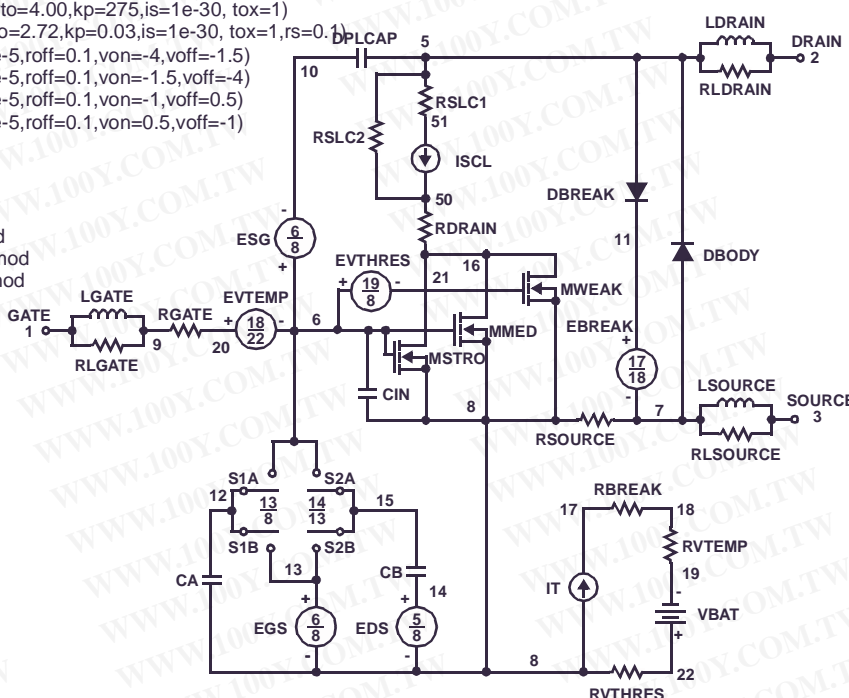 to=4.00,kp=275,is=1e-30, tox=1)
o=2.72,kp=0.03,is=1e-30, tox=1,rs=0.1)
e-5,roff=0.1,von=-4,voff=-1.5)
e-5,roff=0.1,von=-1.5,voff=-4)
e-5,roff=0.1,von=-1,voff=0.5)
e-5,roff=0.1,von=0.5,voff=-1)
d
mod
mod
DPLCAP
5
10
LDRAIN
DRAIN
2
RLDRAIN
RSLC1
51
RSLC2
ISCL
50
DBREAK
RDRAIN
ESG
-
6
8
+
11
DBODY
EVTHRES
+
19
8
-
21
16
MWEAK
LGATE
GATE
1
RGATE
EVTEMP
+
18
22
-
6
9
20
RLGATE
MMED
EBREAK
+
17
18
-
MSTRO
CIN
8
LSOURCE
SOURCE
3
7
RSOURCE
RLSOURCE
S1A
S2A
12
13
8
14
13
15
S1B
S2B
13
CA
CB
14
+
EGS
6
8
-
+
EDS
5
8
-
RBREAK
17
18
RVTEMP
19
IT
-
VBAT
+
8
22
RVTHRES
WWW.100Y.COM.TW